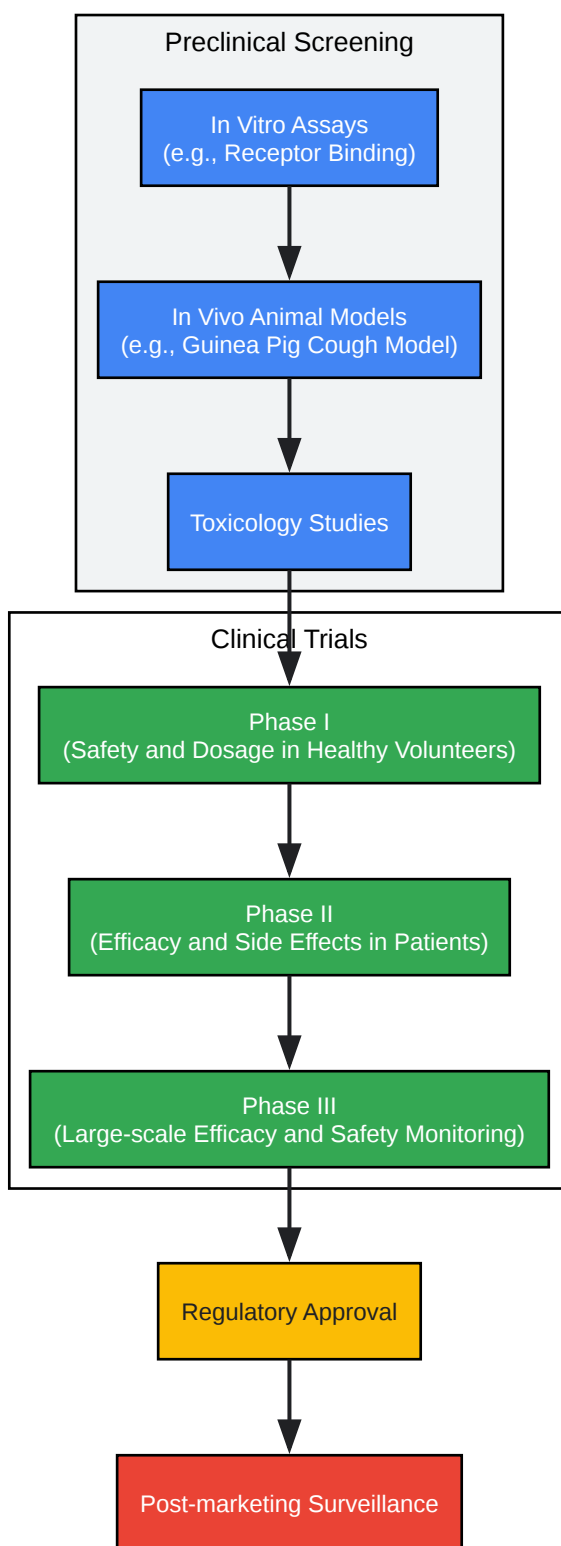 Preclinical Screening
In Vitro Assays
(e.g., Receptor Binding)
In Vivo Animal Models
(e.g., Guinea Pig Cough Model)
Toxicology Studies
Clinical Trials
Phase I
(Safety and Dosage in Healthy Volunteers)
Phase II
(Efficacy and Side Effects in Patients)
Phase III
(Large-scale Efficacy and Safety Monitoring)
Regulatory Approval
Post-marketing Surveillance